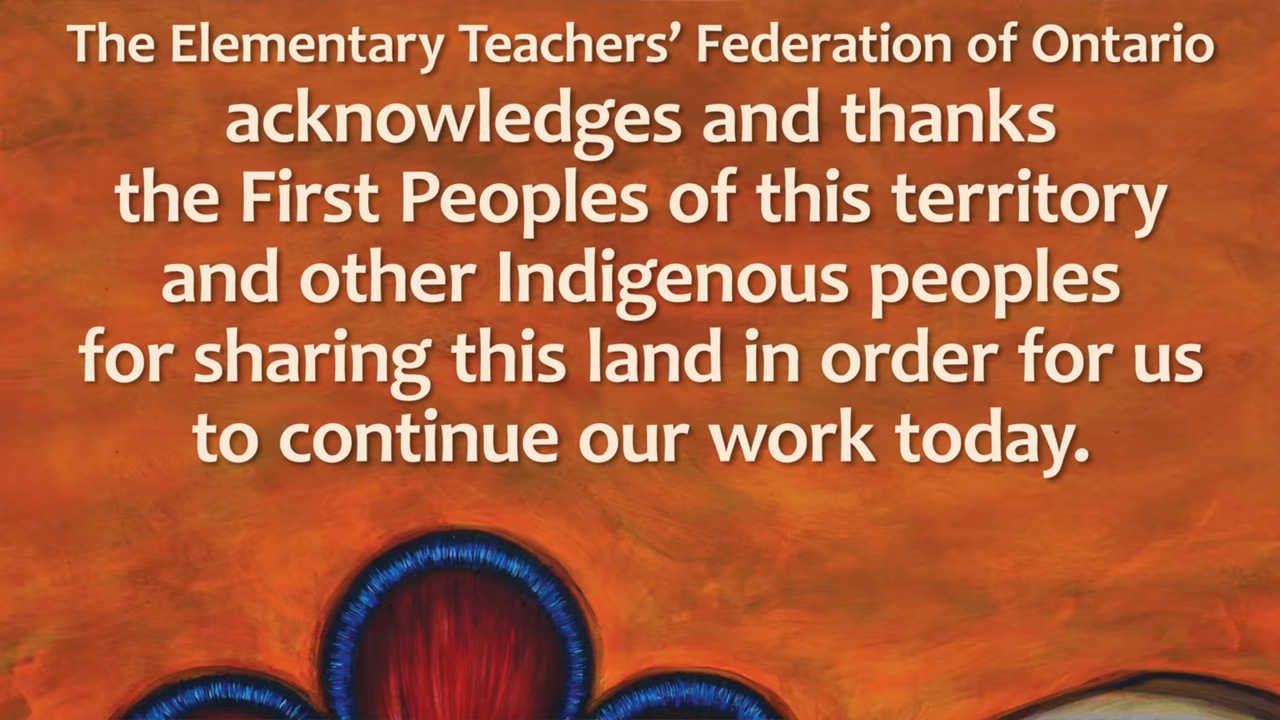 The Elementary Teachers’ Federation of Ontario
acknowledges and thanks
the First Peoples of this territory
and other Indigenous peoples
for sharing this land in order for us
to continue our work today.